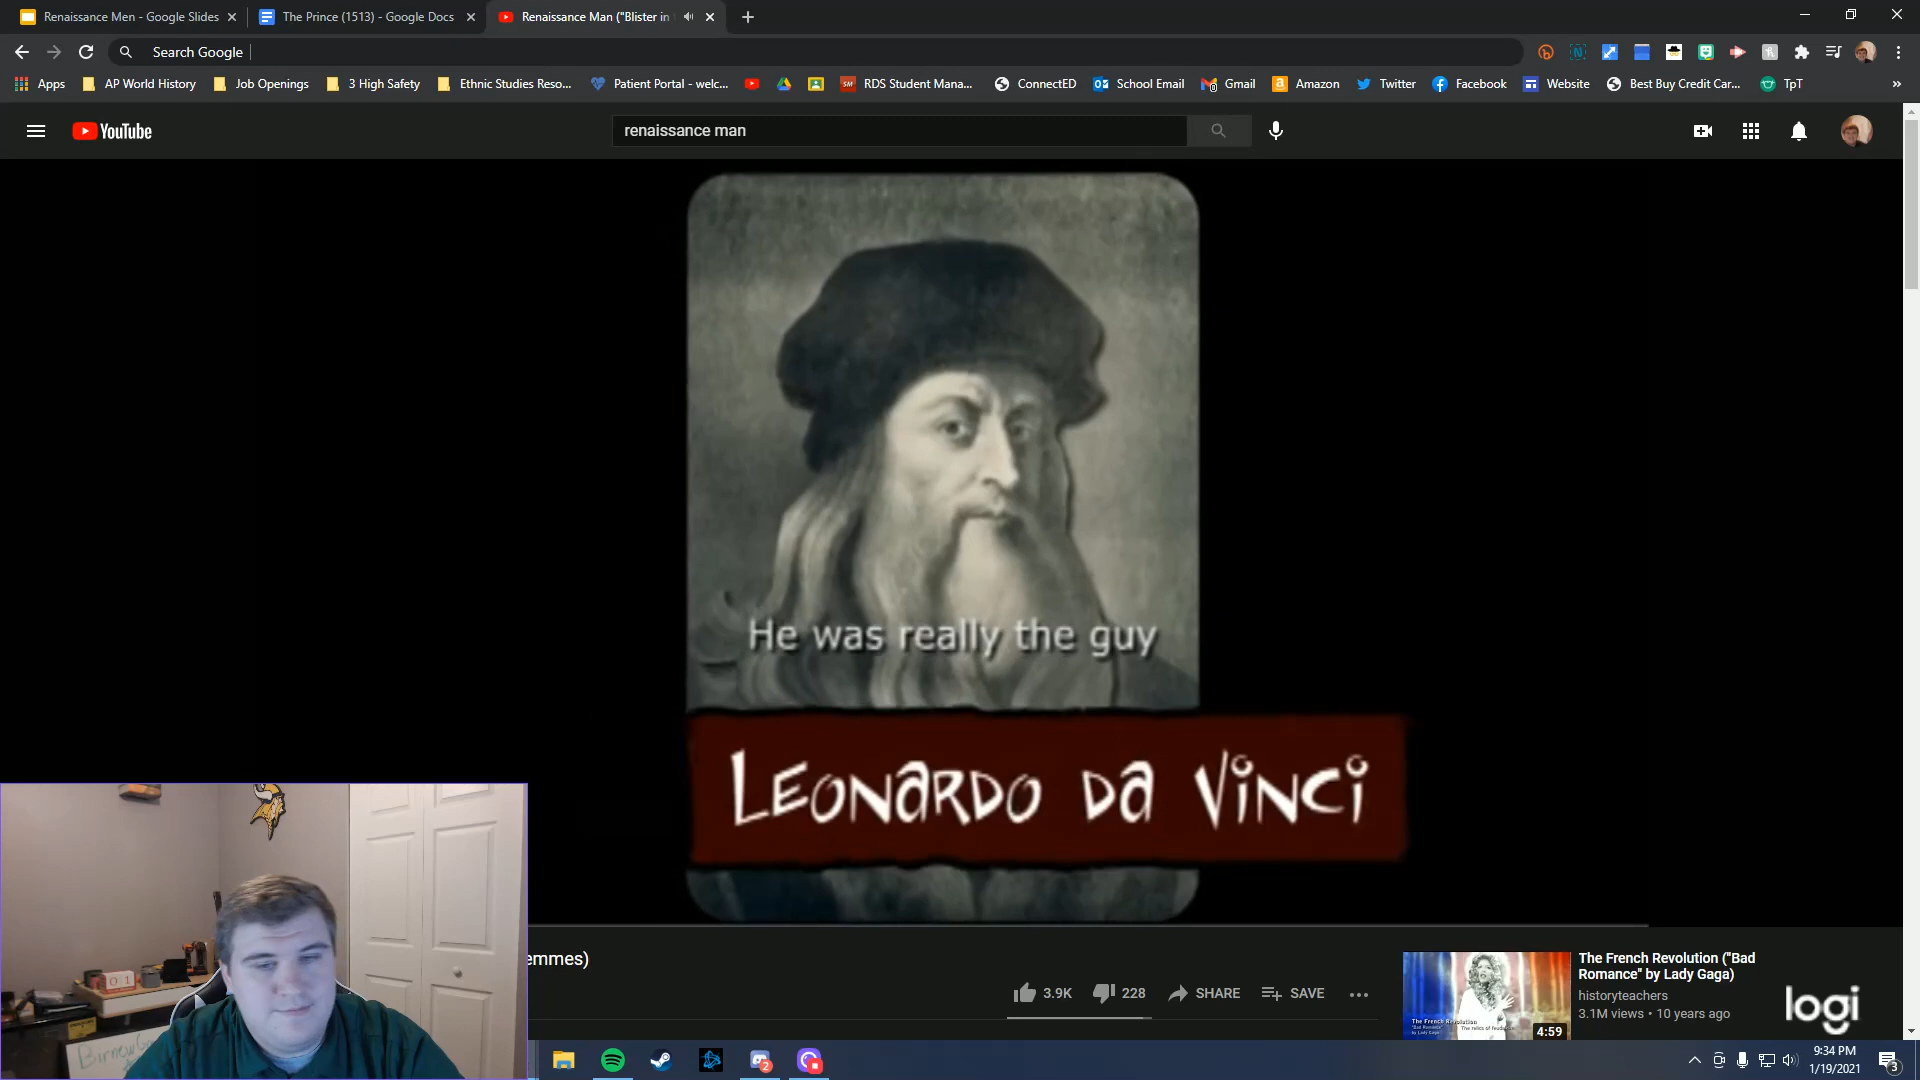 Renaissance Men - Google Slides
The Prince (1513) - Google Docs
Renaissance Man ("Blister in
Search Google
Apps
AP World History
Job Openings
3 High Safety
Ethnic Studies Reso...
Patient Portal - welc...
RDS Student Mana...
ConnectED
School Email
Gmail
Amazon
Twitter
Facebook
Website
Best Buy Credit Car...
TpT
»
YouTube
renaissance man
He was really the guy
Leonardo da Vinci
emmes)
3.9K
228
SHARE
SAVE
The French Revolution ("Bad
Romance" by Lady Gaga)
historyteachers
3.1M views • 10 years ago
4:59
logi
9:34 PM
1/19/2021
2
3